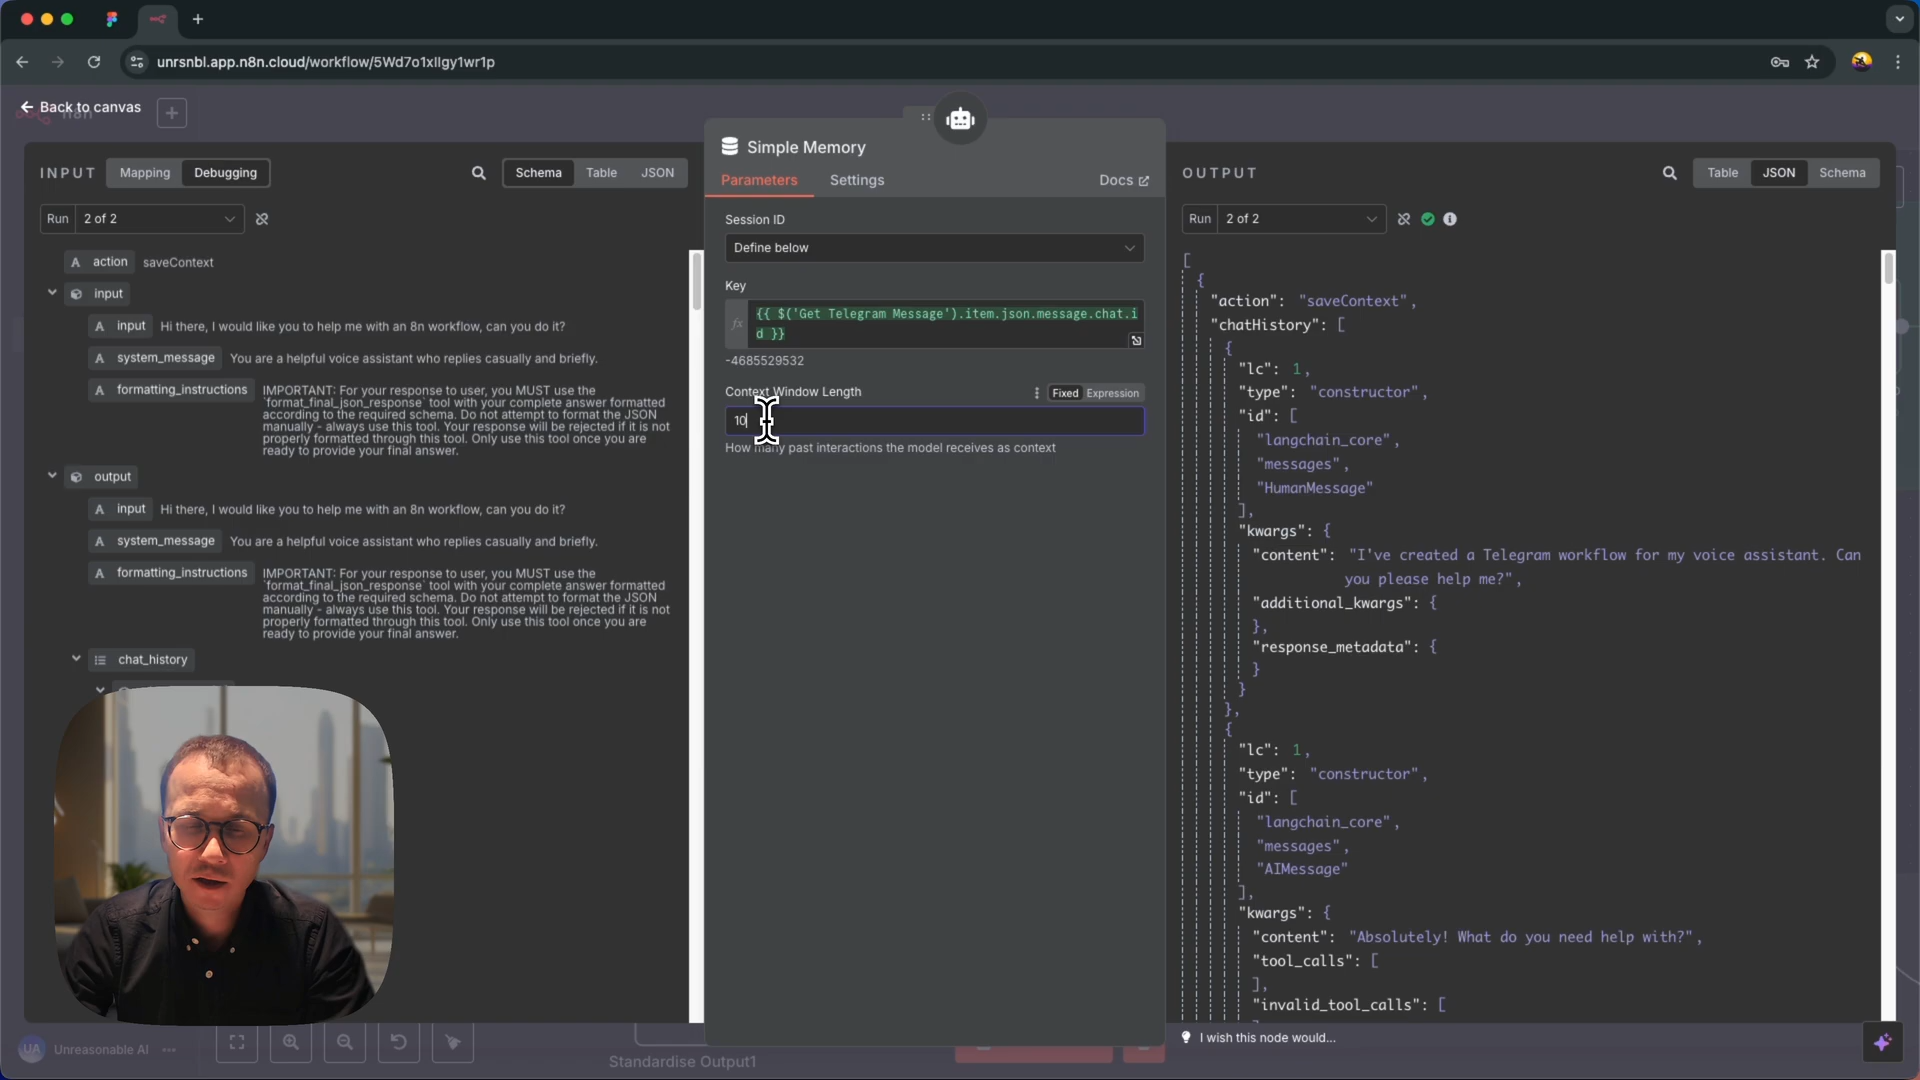 unrsnbl.app.n8n.cloud/workflow/5Wd7o1xIlgy1wr1p
Back to canvas
n8n
INPUT
Mapping
Debugging
Schema
Table
JSON
Run
2 of 2
action
saveContext
input
input
Hi there, I would like you to help me with an 8n workflow, can you do it?
system_message
You are a helpful voice assistant who replies casually and briefly.
formatting_instructions
IMPORTANT: For your response to user, you MUST use the
`format_final_json_response` tool with your complete answer formatted
according to the required schema. Do not attempt to format the JSON
manually - always use this tool. Your response will be rejected if it is not
properly formatted through this tool. Only use this tool once you are
ready to provide your final answer.
output
input
Hi there, I would like you to help me with an 8n workflow, can you do it?
system_message
You are a helpful voice assistant who replies casually and briefly.
formatting_instructions
IMPORTANT: For your response to user, you MUST use the
`format_final_json_response` tool with your complete answer formatted
according to the required schema. Do not attempt to format the JSON
manually - always use this tool. Your response will be rejected if it is not
properly formatted through this tool. Only use this tool once you are
ready to provide your final answer.
chat_history
UA
Unreasonable AI
Simple Memory
Parameters
Settings
Docs
Session ID
Define below
Key
fx
{{ $('Get Telegram Message').item.json.message.chat.i
d }}
-4685529532
Context Window Length
Fixed
Expression
10
How many past interactions the model receives as context
Standardise Output1
OUTPUT
Table
JSON
Schema
Run
2 of 2
[
{
"action": "saveContext",
"chatHistory": [
{
"lc": 1,
"type": "constructor",
"id": [
"langchain_core",
"messages",
"HumanMessage"
],
"kwargs": {
"content": "I've created a Telegram workflow for my voice assistant. Can
you please help me?",
"additional_kwargs": {
},
"response_metadata": {
}
}
},
{
"lc": 1,
"type": "constructor",
"id": [
"langchain_core",
"messages",
"AIMessage"
],
"kwargs": {
"content": "Absolutely! What do you need help with?",
"tool_calls": [
],
"invalid_tool_calls": [
I wish this node would...